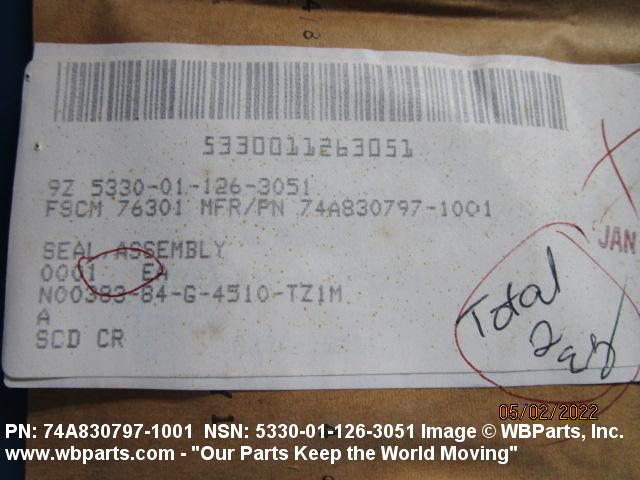 5330011263051
9Z 5330-01-126-3051
FSCM 76301 MFR/PN 74A830797-1001
SEAL ASSEMBLY
0001 EA
N00383-84-G-4510-TZ1M
A
SCD CR
JAN
Total
05/02/2022
PN: 74A830797-1001 NSN: 5330-01-126-3051 Image © WBParts, Inc.
www.wbparts.com - "Our Parts Keep the World Moving"